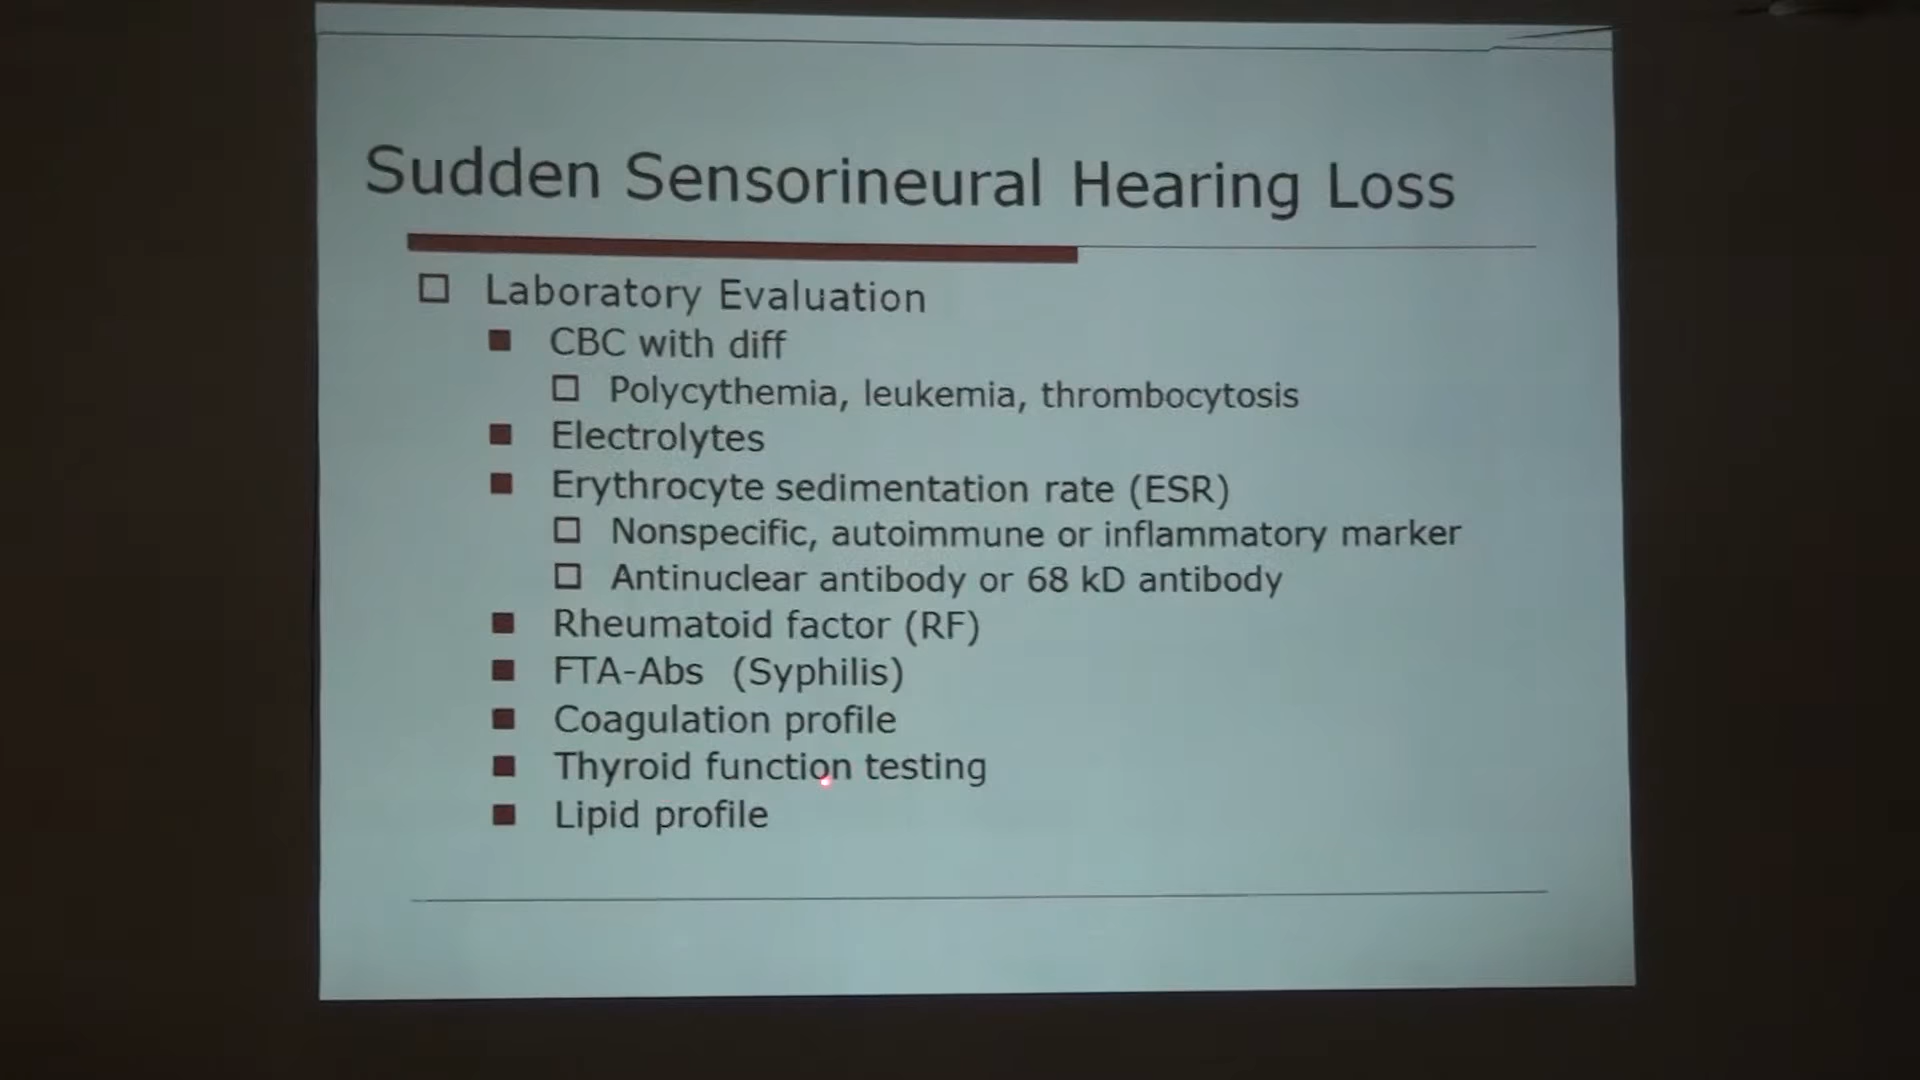 Sudden Sensorineural Hearing Loss
Laboratory Evaluation
CBC with diff
Polycythemia, leukemia, thrombocytosis
Electrolytes
Erythrocyte sedimentation rate (ESR)
Nonspecific, autoimmune or inflammatory marker
Antinuclear antibody or 68 kD antibody
Rheumatoid factor (RF)
FTA-Abs (Syphilis)
Coagulation profile
Thyroid function testing
Lipid profile